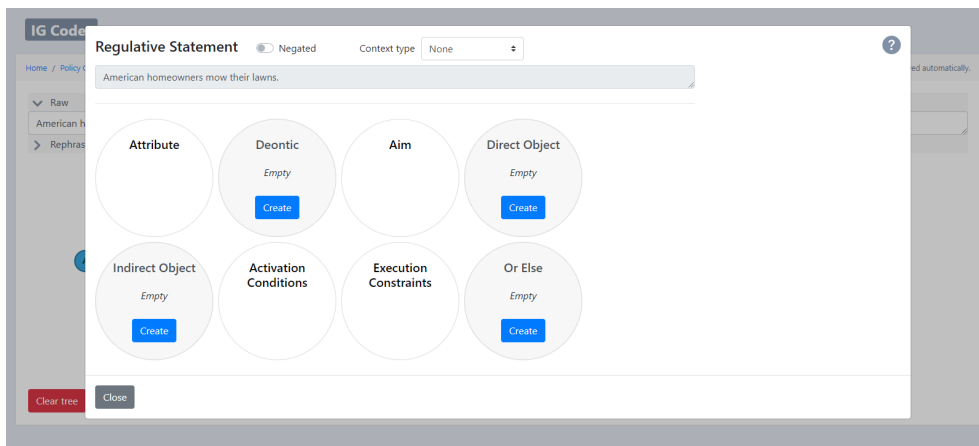 IG Code
Regulative Statement
Negated
Context type
None
?
Home / Policy
ed automatically.
American homeowners mow their lawns.
Raw
American h
Rephras
Attribute
Deontic
Empty
Create
Aim
Direct Object
Empty
Create
Indirect Object
Empty
Create
Activation
Conditions
Execution
Constraints
Or Else
Empty
Create
Clear tree
Close